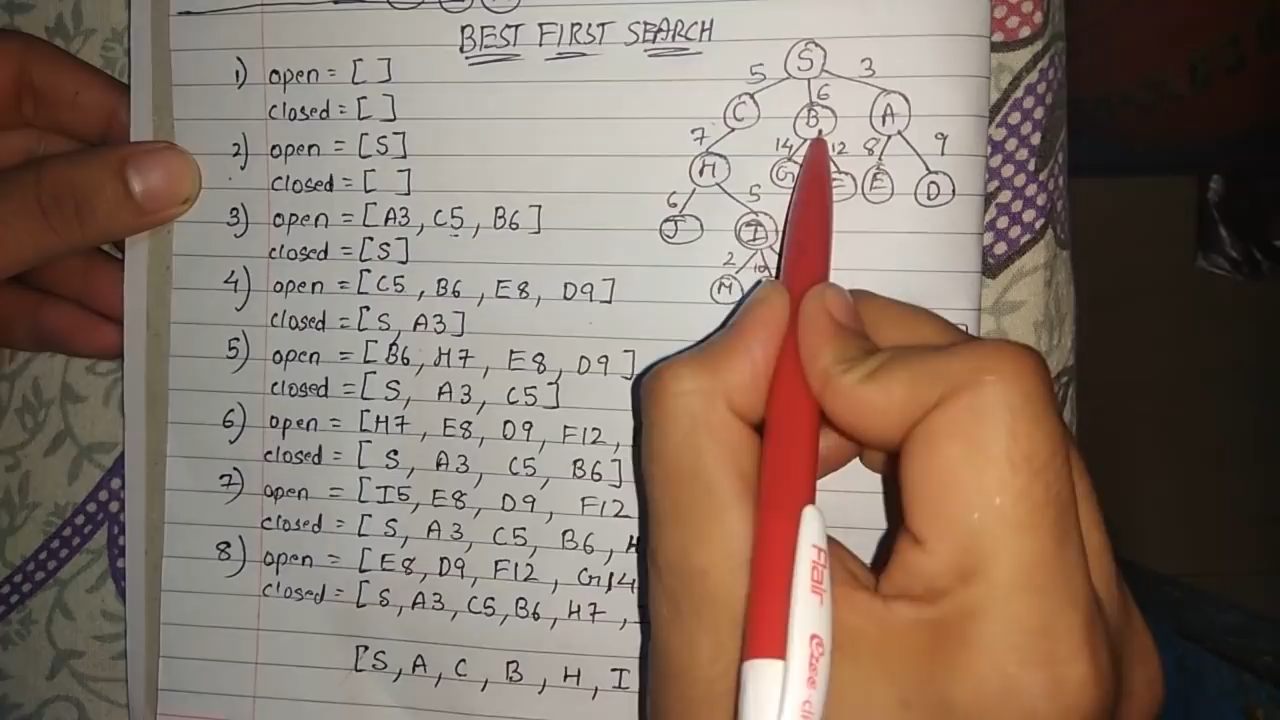 BEST FIRST SEARCH
1) open = [ ]
closed = [ ]
2) open = [S]
closed = [ ]
3) open = [A3, C5, B6]
closed = [S]
4) open = [C5, B6, E8, D9]
closed = [S, A3]
5) open = [B6, H7, E8, D9]
closed = [S, A3, C5]
6) open = [H7, E8, D9, F12,
closed = [S, A3, C5, B6]
7) open = [I5, E8, D9, F12
closed = [S, A3, C5, B6, H
8) open = [E8, D9, F12, G14
closed = [S, A3, C5, B6, H7,
[S, A, C, B, H, I
S
5 6 3
C B A
7 14 12 8 9
H G E D
6 5
J I
2 10
M
Flair